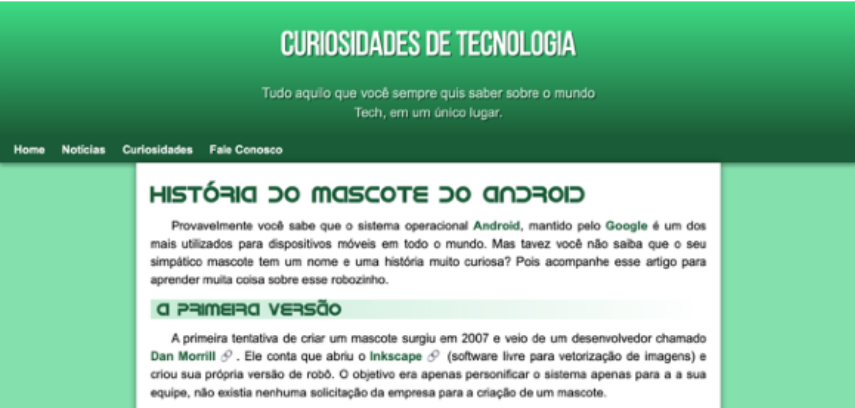 CURIOSIDADES DE TECNOLOGIA
Tudo aquilo que você sempre quis saber sobre o mundo
Tech, em um único lugar.
Home Notícias Curiosidades Fale Conosco
HISTÓRIA DO MASCOTE DO ANDROID
Provavelmente você sabe que o sistema operacional Android, mantido pelo Google é um dos
mais utilizados para dispositivos móveis em todo o mundo. Mas tavez você não saiba que o seu
simpático mascote tem um nome e uma história muito curiosa? Pois acompanhe esse artigo para
aprender muita coisa sobre esse robozinho.
A PRIMEIRA VERSÃO
A primeira tentativa de criar um mascote surgiu em 2007 e veio de um desenvolvedor chamado
Dan Morrill . Ele conta que abriu o Inkscape (software livre para vetorização de imagens) e
criou sua própria versão de robô. O objetivo era apenas personificar o sistema apenas para a a sua
equipe, não existia nenhuma solicitação da empresa para a criação de um mascote.